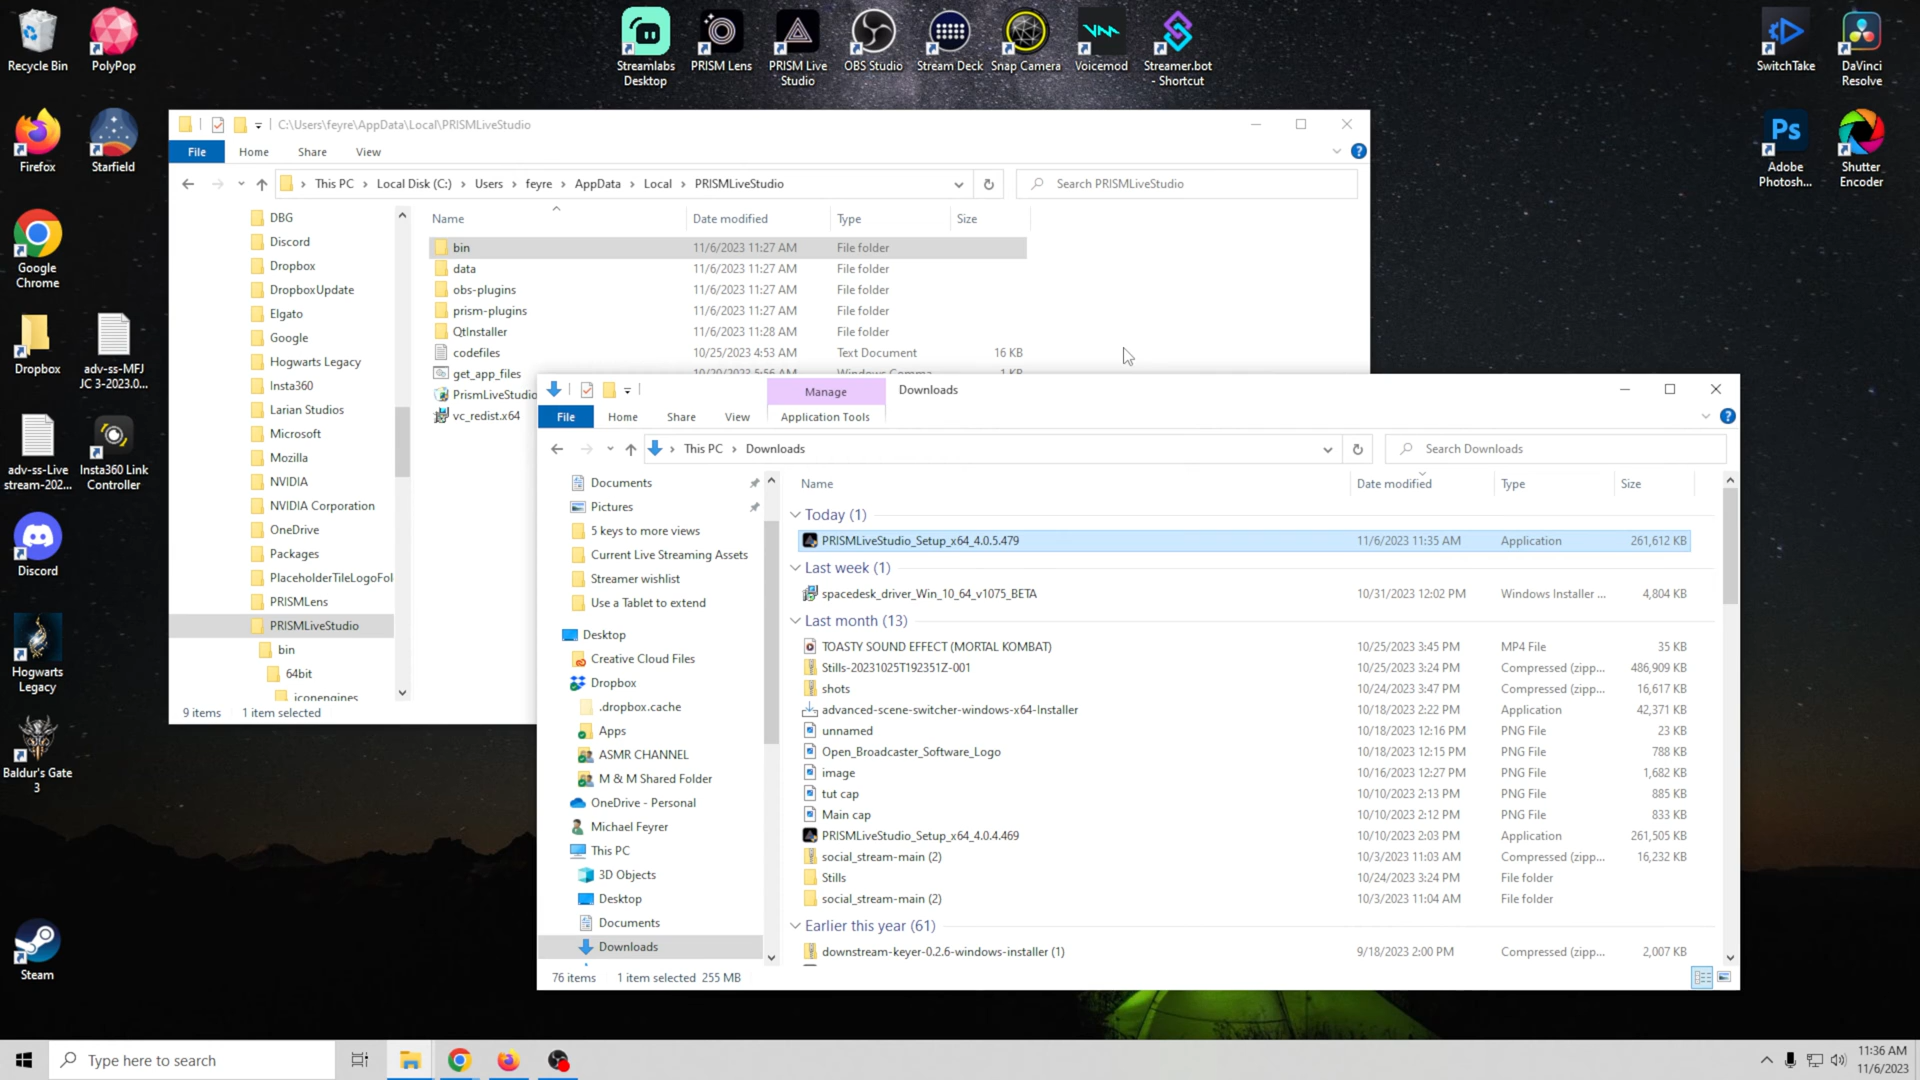 Recycle Bin
PolyPop
Streamlabs Desktop
PRISM Lens
PRISM Live Studio
OBS Studio
Stream Deck
Snap Camera
Voicemod
Streamer.bot - Shortcut
SwitchTake
DaVinci Resolve
Firefox
Starfield
Adobe Photosh...
Shutter Encoder
Google Chrome
Dropbox
adv-ss-MFJ JC 3-2023.0...
adv-ss-Live stream-202...
Insta360 Link Controller
Discord
Hogwarts Legacy
Baldur's Gate 3
Steam
C:\Users\feyre\AppData\Local\PRISMLiveStudio
File Home Share View
This PC > Local Disk (C:) > Users > feyre > AppData > Local > PRISMLiveStudio
Search PRISMLiveStudio
DBG
Discord
Dropbox
DropboxUpdate
Elgato
Google
Hogwarts Legacy
Insta360
Larian Studios
Microsoft
Mozilla
NVIDIA
NVIDIA Corporation
OneDrive
Packages
PlaceholderTileLogoFol
PRISMLens
PRISMLiveStudio
bin
64bit
iconengines
Name Date modified Type Size
bin 11/6/2023 11:27 AM File folder
data 11/6/2023 11:27 AM File folder
obs-plugins 11/6/2023 11:27 AM File folder
prism-plugins 11/6/2023 11:27 AM File folder
QtInstaller 11/6/2023 11:28 AM File folder
codefiles 10/25/2023 4:53 AM Text Document 16 KB
get_app_files 10/20/2023 5:56 AM Windows Comma... 1 KB
PrismLiveStudio
vc_redist.x64
9 items 1 item selected
Manage Downloads
File Home Share View Application Tools
This PC > Downloads
Search Downloads
Documents
Pictures
5 keys to more views
Current Live Streaming Assets
Streamer wishlist
Use a Tablet to extend
Desktop
Creative Cloud Files
Dropbox
.dropbox.cache
Apps
ASMR CHANNEL
M & M Shared Folder
OneDrive - Personal
Michael Feyrer
This PC
3D Objects
Desktop
Documents
Downloads
Name Date modified Type Size
Today (1)
PRISMLiveStudio_Setup_x64_4.0.5.479 11/6/2023 11:35 AM Application 261,612 KB
Last week (1)
spacedesk_driver_Win_10_64_v1075_BETA 10/31/2023 12:02 PM Windows Installer ... 4,804 KB
Last month (13)
TOASTY SOUND EFFECT (MORTAL KOMBAT) 10/25/2023 3:45 PM MP4 File 35 KB
Stills-20231025T192351Z-001 10/25/2023 3:24 PM Compressed (zipp... 486,909 KB
shots 10/24/2023 3:47 PM Compressed (zipp... 16,617 KB
advanced-scene-switcher-windows-x64-Installer 10/18/2023 2:22 PM Application 42,371 KB
unnamed 10/18/2023 12:16 PM PNG File 23 KB
Open_Broadcaster_Software_Logo 10/18/2023 12:15 PM PNG File 788 KB
image 10/16/2023 12:27 PM PNG File 1,682 KB
tut cap 10/10/2023 2:13 PM PNG File 885 KB
Main cap 10/10/2023 2:12 PM PNG File 833 KB
PRISMLiveStudio_Setup_x64_4.0.4.469 10/10/2023 2:03 PM Application 261,505 KB
social_stream-main (2) 10/3/2023 11:03 AM Compressed (zipp... 16,232 KB
Stills 10/24/2023 3:24 PM File folder
social_stream-main (2) 10/3/2023 11:04 AM File folder
Earlier this year (61)
downstream-keyer-0.2.6-windows-installer (1) 9/18/2023 2:00 PM Compressed (zipp... 2,007 KB
76 items 1 item selected 255 MB
Type here to search
11:36 AM
11/6/2023